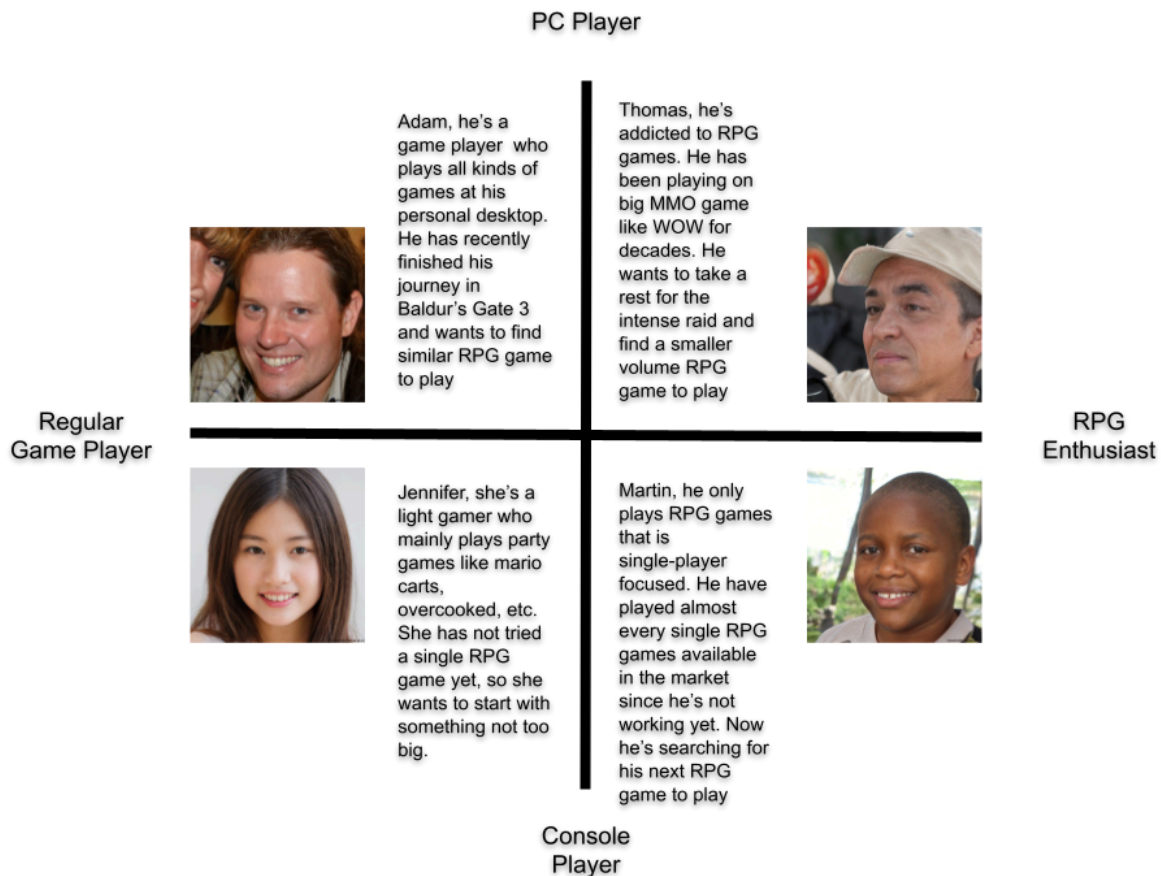 PC Player
Adam, he's a
game player  who
plays all kinds of
games at his
personal desktop.
He has recently
finished his
journey in
Baldur's Gate 3
and wants to find
similar RPG game
to play
Thomas, he's
addicted to RPG
games. He has
been playing on
big MMO game
like WOW for
decades. He
wants to take a
rest for the
intense raid and
find a smaller
volume RPG
game to play
Regular
Game Player
RPG
Enthusiast
Jennifer, she's a
light gamer who
mainly plays party
games like mario
carts,
overcooked, etc.
She has not tried
a single RPG
game yet, so she
wants to start with
something not too
big.
Martin, he only
plays RPG games
that is
single-player
focused. He have
played almost
every single RPG
games available
in the market
since he's not
working yet. Now
he's searching for
his next RPG
game to play
Console
Player